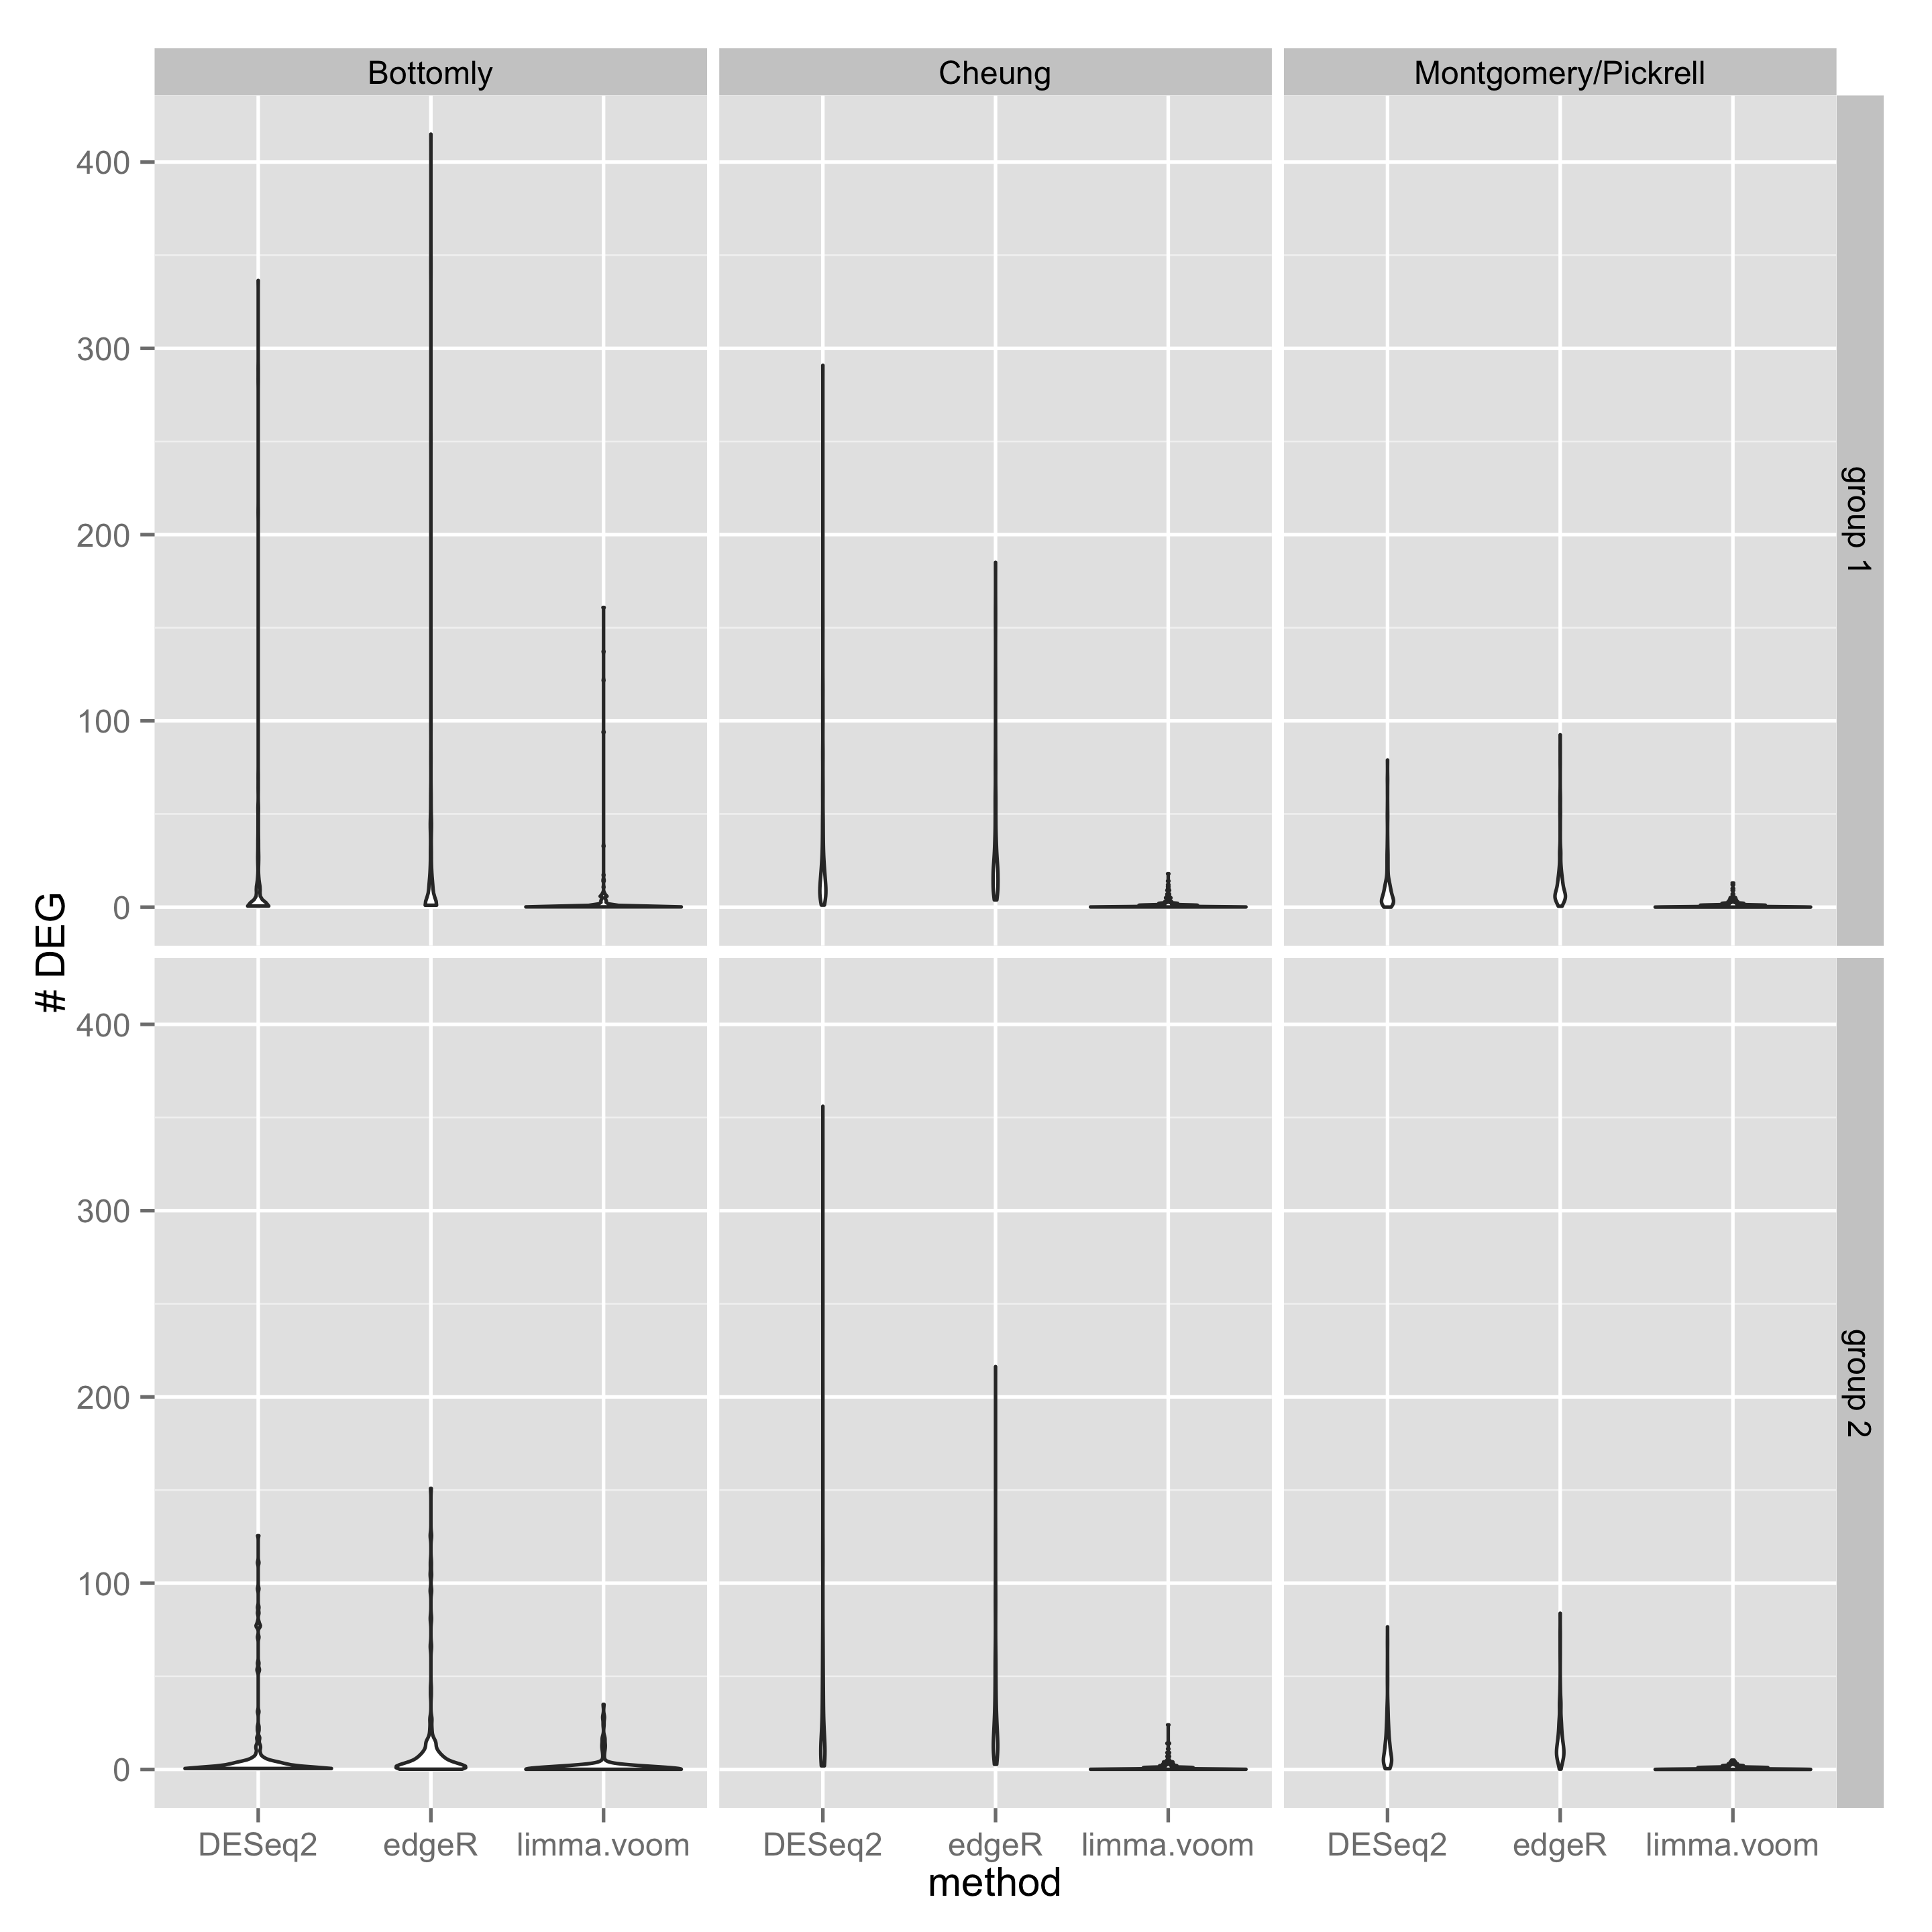 Bottomly Cheung Montgomery/Pickrell
400
300
200
100
0
group 1
# DEG
400
300
200
100
0
group 2
DESeq2 edgeR limma.voom DESeq2 edgeR limma.voom DESeq2 edgeR limma.voom
method